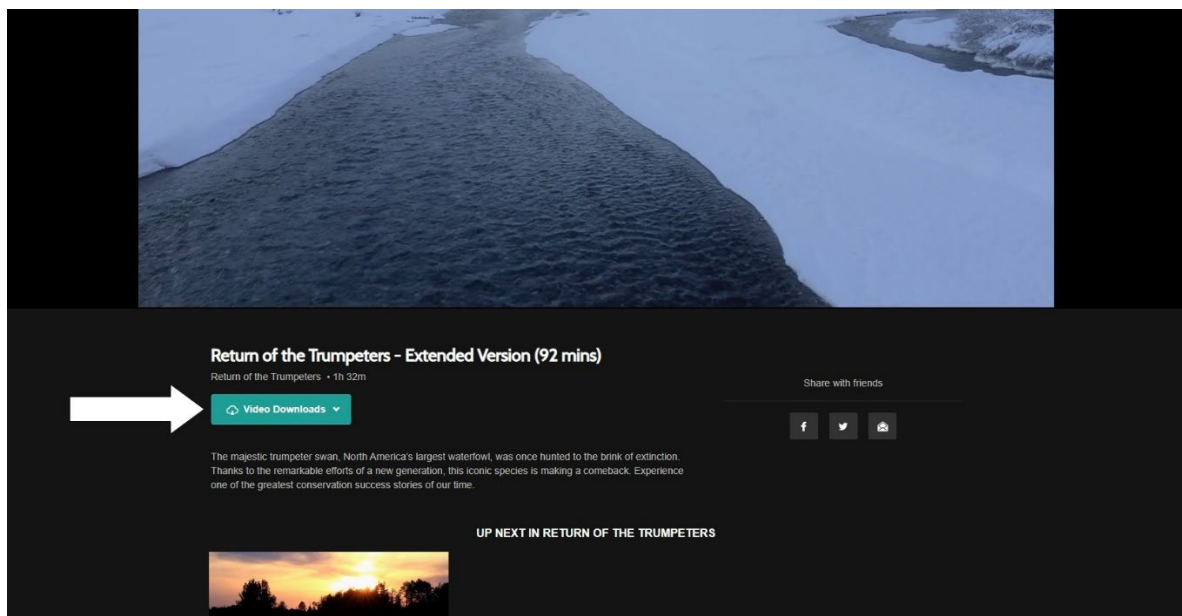 Return of the Trumpeters - Extended Version (92 mins)
Return of the Trumpeters • 1h 32m
Video Downloads
The majestic trumpeter swan, North America's largest waterfowl, was once hunted to the brink of extinction.
Thanks to the remarkable efforts of a new generation, this iconic species is making a comeback. Experience
one of the greatest conservation success stories of our time.
Share with friends
UP NEXT IN RETURN OF THE TRUMPETERS